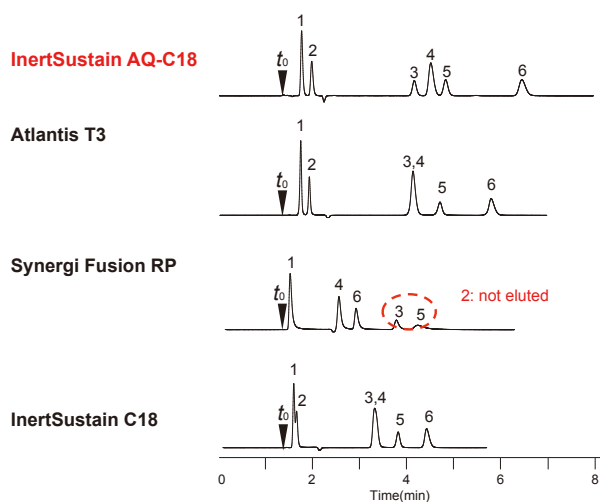 InertSustain AQ-C18
t0 1 2 3 4 5 6
Atlantis T3
t0 1 2 3,4 5 6
Synergi Fusion RP
t0 1 4 6 3 5 2: not eluted
InertSustain C18
t0 1 2 3,4 5 6
0 2 4 6 8
Time(min)